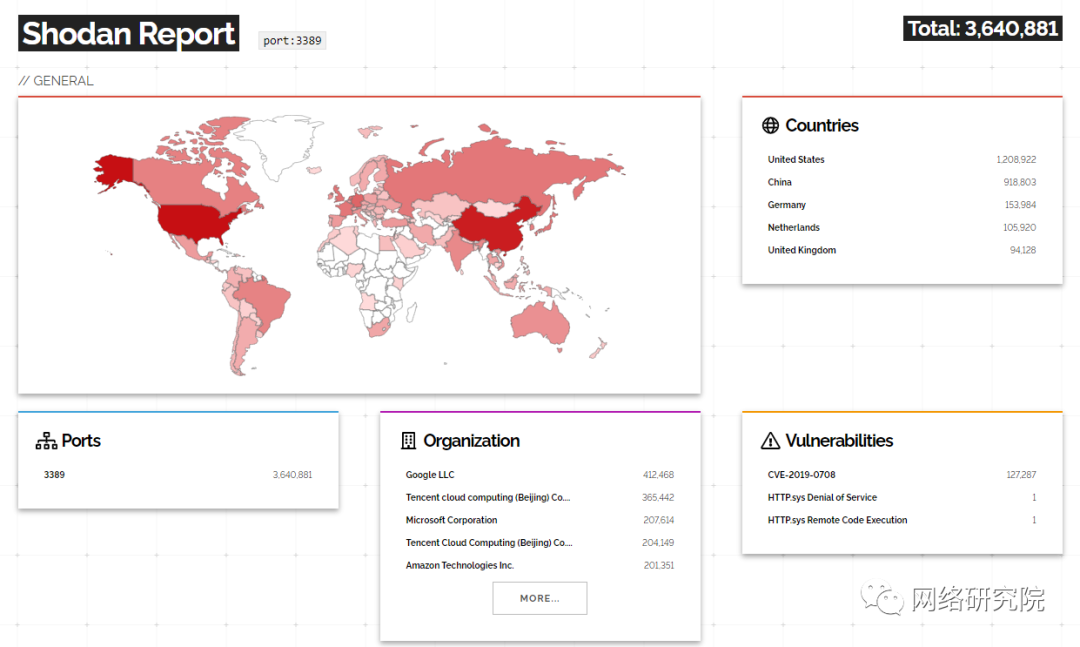 Shodan Report
port:3389
Total: 3,640,881
// GENERAL
Countries
United States 1,208,922
China 918,803
Germany 153,984
Netherlands 105,920
United Kingdom 94,128
Ports
3389 3,640,881
Organization
Google LLC 412,468
Tencent cloud computing (Beijing) Co.... 365,442
Microsoft Corporation 207,614
Tencent Cloud Computing (Beijing) Co.... 204,149
Amazon Technologies Inc. 201,351
MORE...
Vulnerabilities
CVE-2019-0708 127,287
HTTP.sys Denial of Service 1
HTTP.sys Remote Code Execution 1
网络研究院